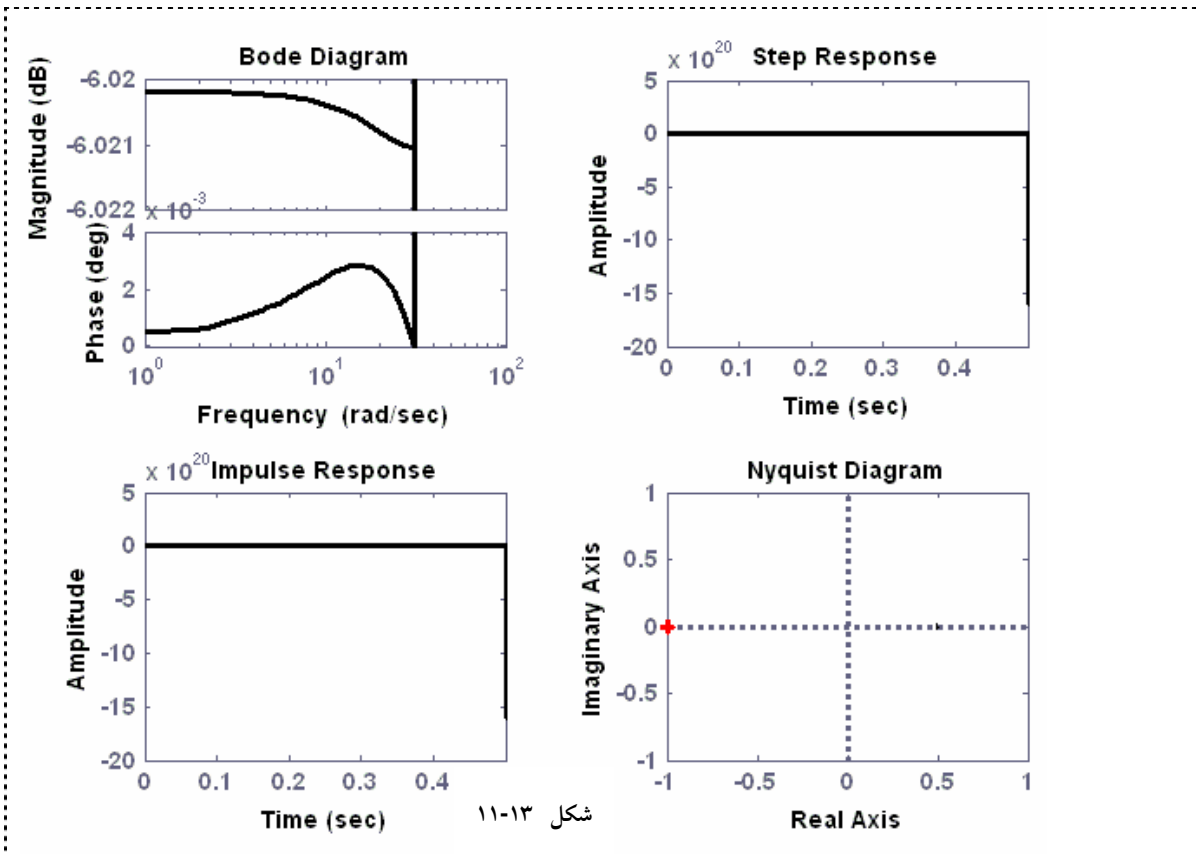 Bode Diagram
Magnitude (dB)
-6.02
-6.021
-6.022
x 10^-3
Phase (deg)
4
2
0
10^0 10^1 10^2
Frequency (rad/sec)
x 10^20 Step Response
Amplitude
5
0
-5
-10
-15
-20
0 0.1 0.2 0.3 0.4
Time (sec)
x 10^20 Impulse Response
Amplitude
5
0
-5
-10
-15
-20
0 0.1 0.2 0.3 0.4
Time (sec)
Nyquist Diagram
Imaginary Axis
1
0.5
0
-0.5
-1
-1 -0.5 0 0.5 1
Real Axis
شکل ۱۳-۱۱